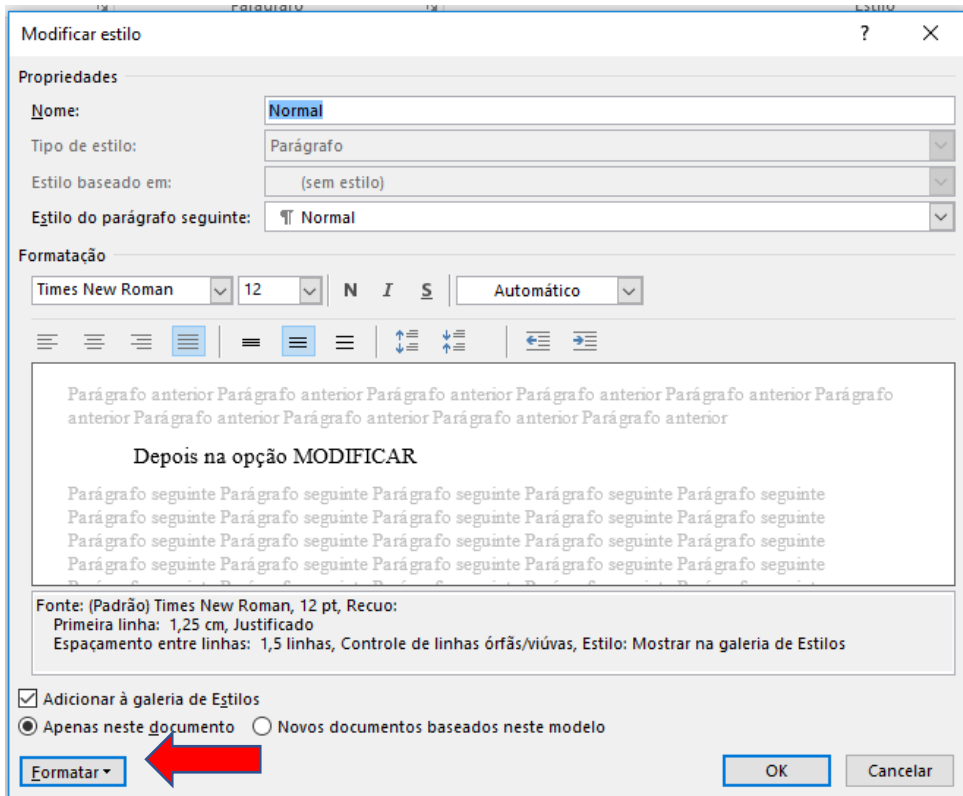 Parágrafo
Estilo
Modificar estilo ?
Propriedades
Nome: Normal
Tipo de estilo: Parágrafo
Estilo baseado em: (sem estilo)
Estilo do parágrafo seguinte: ¶ Normal
Formatação
Times New Roman 12 N I S Automático
Parágrafo anterior Parágrafo anterior Parágrafo anterior Parágrafo anterior Parágrafo anterior Parágrafo
anterior Parágrafo anterior Parágrafo anterior Parágrafo anterior Parágrafo anterior
Depois na opção MODIFICAR
Parágrafo seguinte Parágrafo seguinte Parágrafo seguinte Parágrafo seguinte Parágrafo seguinte
Parágrafo seguinte Parágrafo seguinte Parágrafo seguinte Parágrafo seguinte Parágrafo seguinte
Parágrafo seguinte Parágrafo seguinte Parágrafo seguinte Parágrafo seguinte Parágrafo seguinte
Parágrafo seguinte Parágrafo seguinte Parágrafo seguinte Parágrafo seguinte Parágrafo seguinte
Fonte: (Padrão) Times New Roman, 12 pt, Recuo:
Primeira linha: 1,25 cm, Justificado
Espaçamento entre linhas: 1,5 linhas, Controle de linhas órfãs/viúvas, Estilo: Mostrar na galeria de Estilos
Adicionar à galeria de Estilos
Apenas neste documento Novos documentos baseados neste modelo
Formatar OK Cancelar